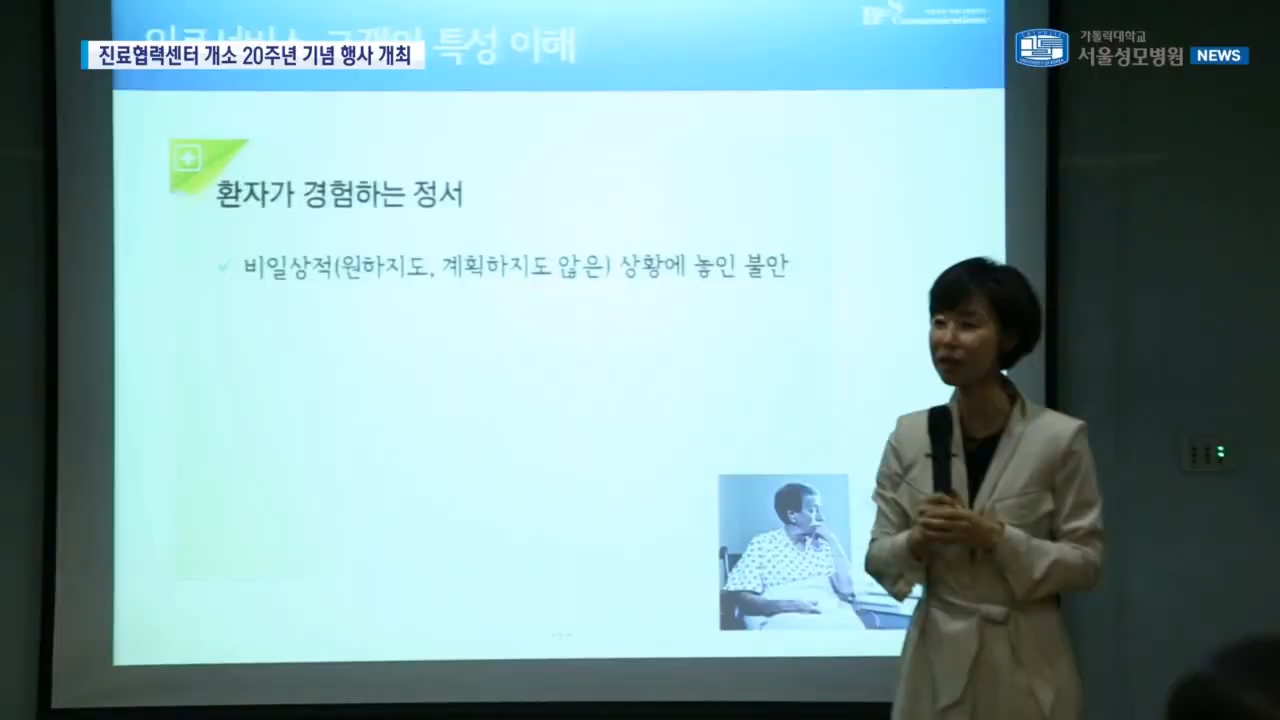 특성 이해
진료협력센터 개소 20주년 기념 행사 개최
가톨릭대학교
서울성모병원 NEWS
환자가 경험하는 정서
비일상적(원하지도, 계획하지도 않은) 상황에 놓인 불안